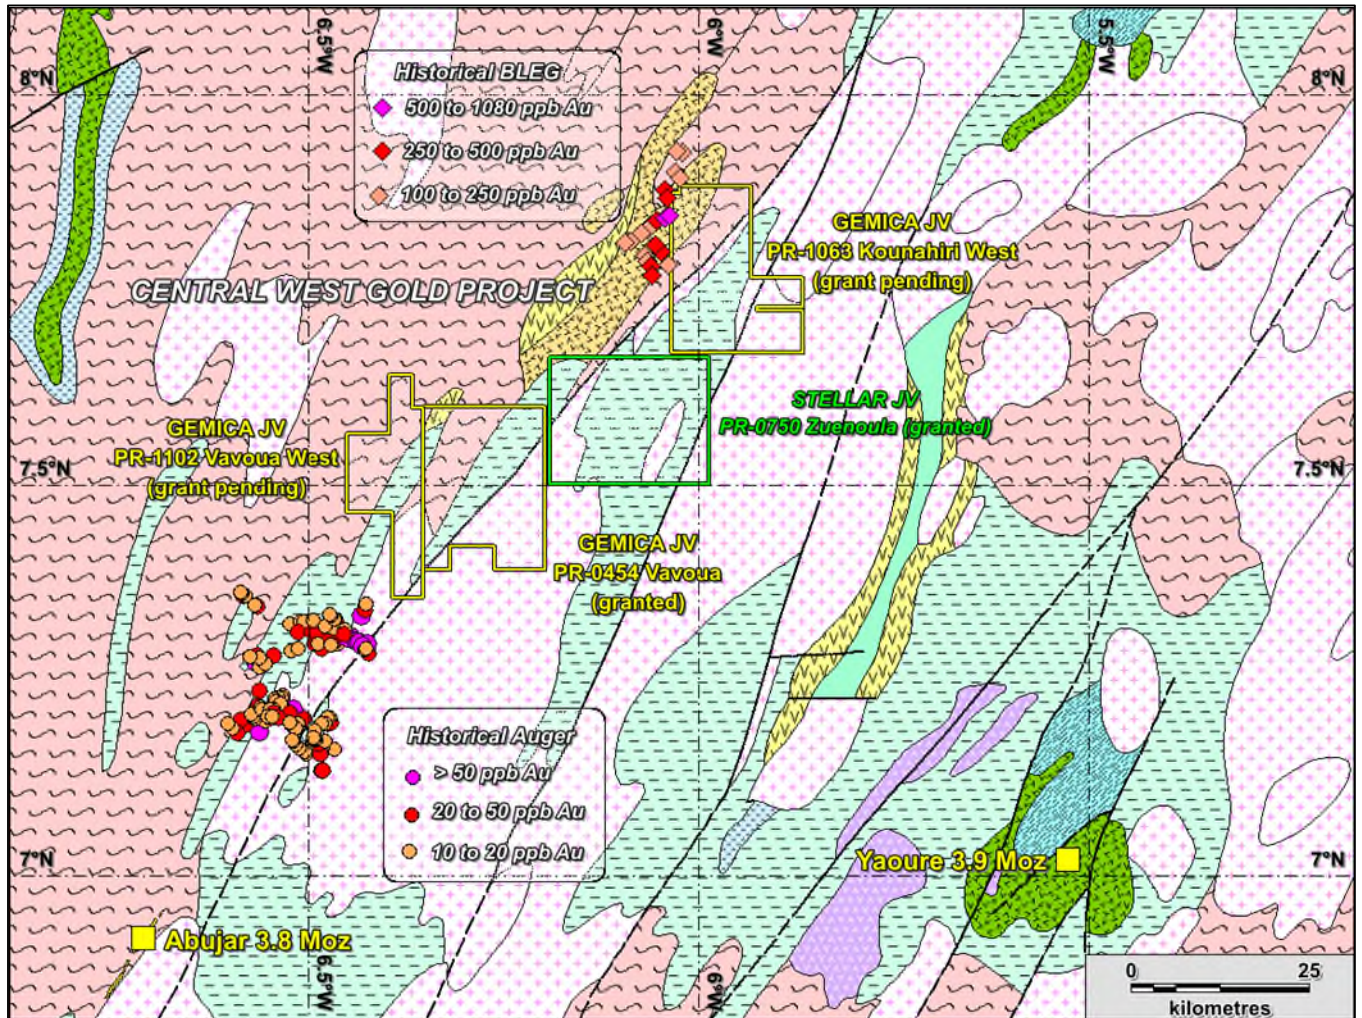 6.5°W
6°W
5.5°W
8°N
8°N
Historical BLEG
500 to 1080 ppb Au
250 to 500 ppb Au
100 to 250 ppb Au
GEMICA JV
PR-1063 Kounahiri West
(grant pending)
CENTRAL WEST GOLD PROJECT
STELLAR JV
PR-0750 Zuenoula (granted)
GEMICA JV
PR-1102 Vavoua West
(grant pending)
7.5°N
7.5°N
GEMICA JV
PR-0454 Vavoua
(granted)
Historical Auger
> 50 ppb Au
20 to 50 ppb Au
10 to 20 ppb Au
7°N
Yaoure 3.9 Moz
7°N
Abujar 3.8 Moz
6.5°W
6°W
0 25
kilometres